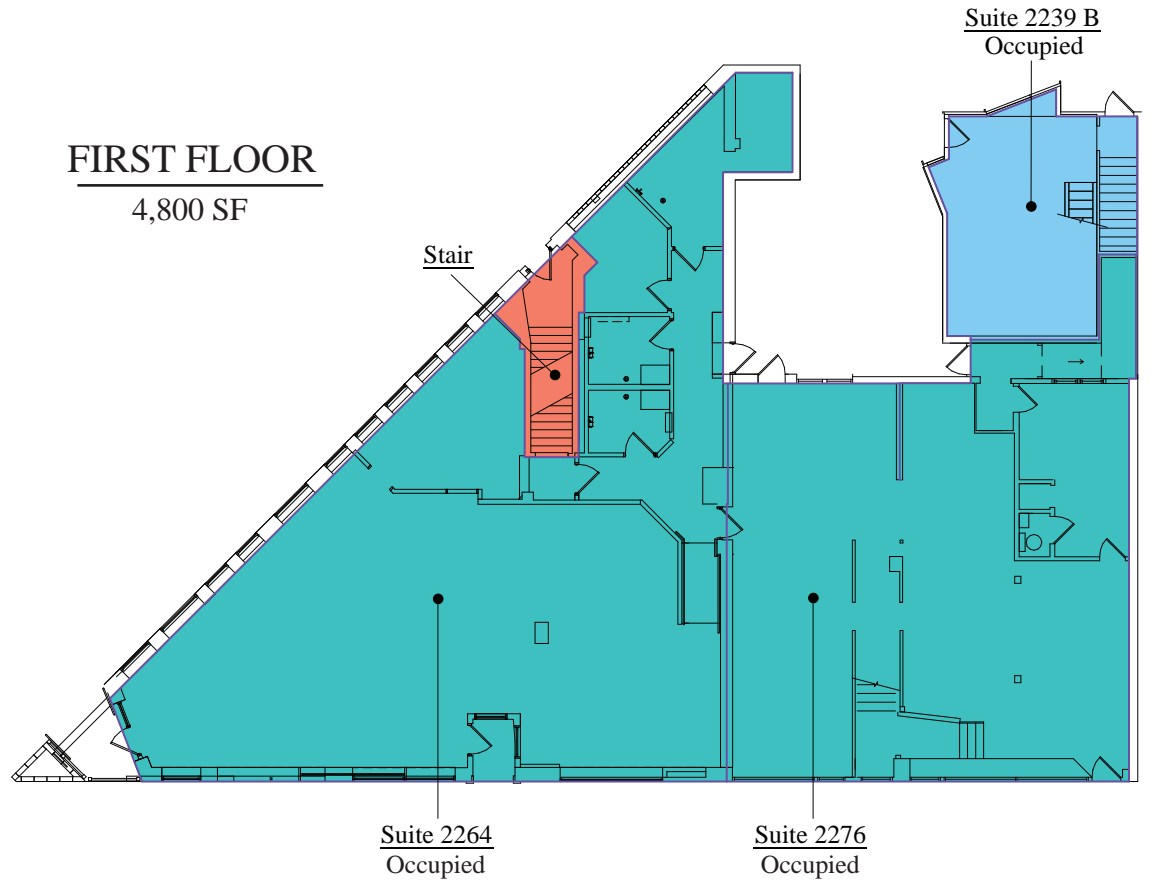 Suite 2239 B
Occupied
FIRST FLOOR
4,800 SF
Stair
Suite 2264
Occupied
Suite 2276
Occupied